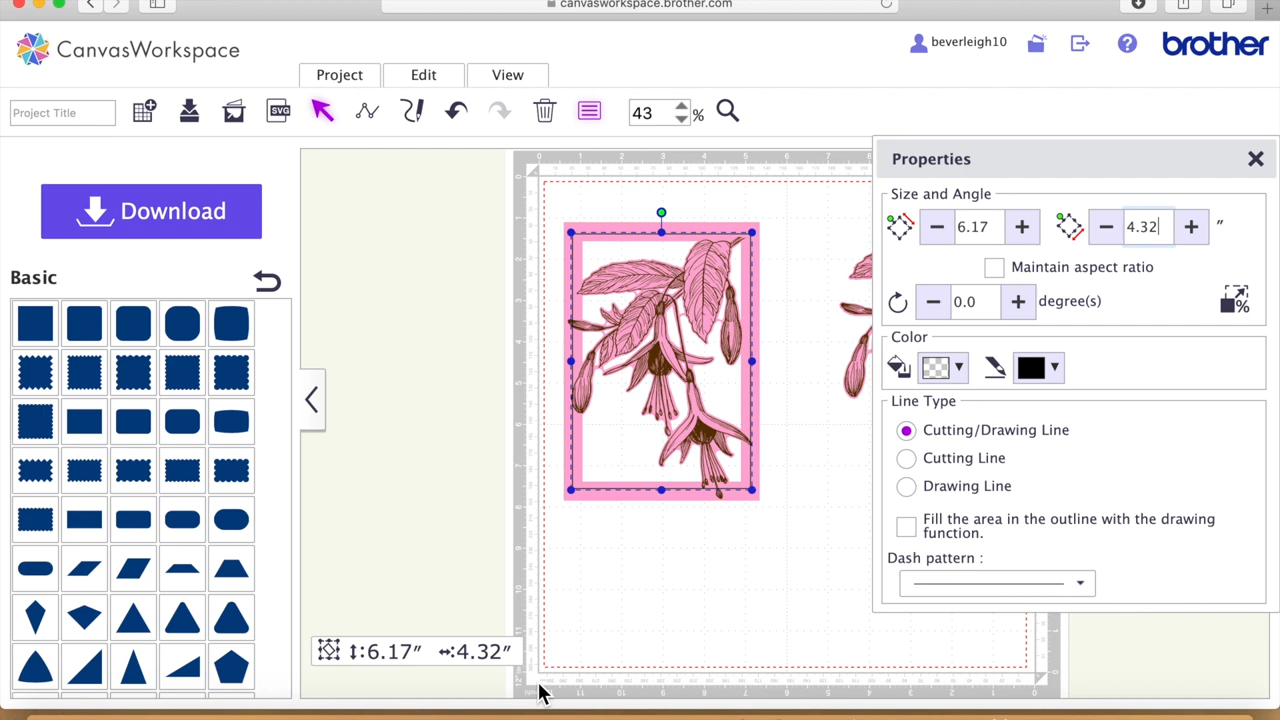 canvasworkspace.brother.com
CanvasWorkspace
beverleigh10
brother
Project
Edit
View
Project Title
SVG
43
%
Properties
Size and Angle
6.17
4.32
″
Maintain aspect ratio
0.0
degree(s)
%
Color
Line Type
Cutting/Drawing Line
Cutting Line
Drawing Line
Fill the area in the outline with the drawing
function.
Dash pattern :
Download
Basic
6.17″
4.32″